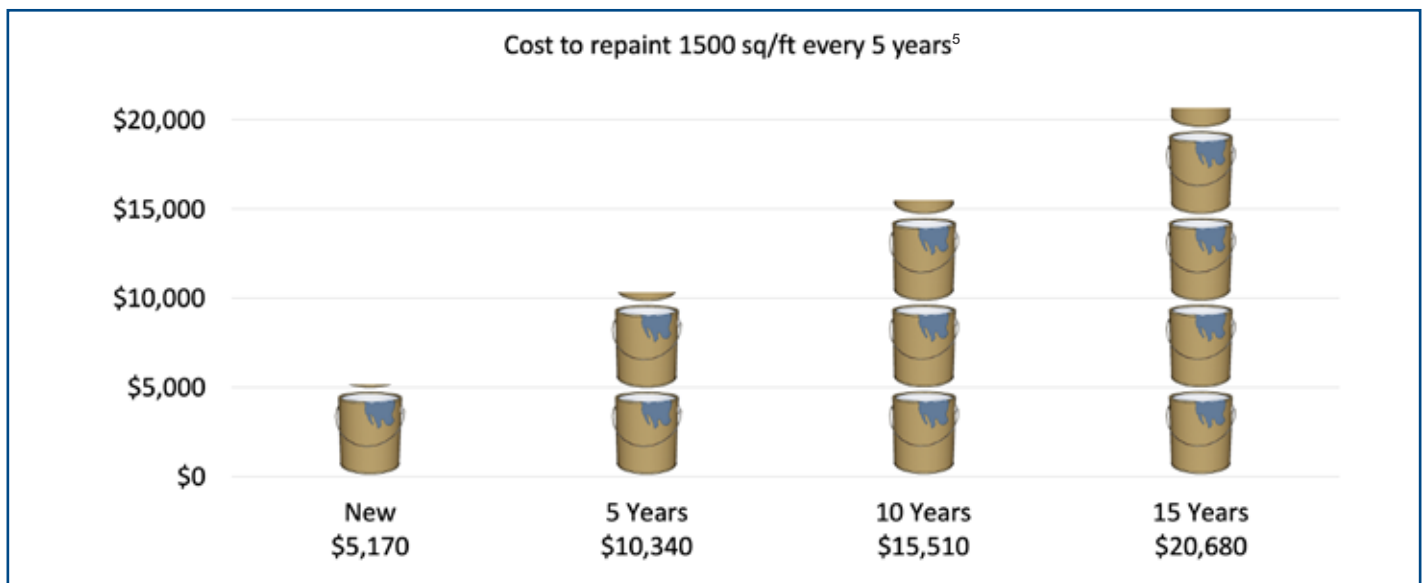 Cost to repaint 1500 sq/ft every 5 years⁵
$20,000
$15,000
$10,000
$5,000
$0
New 5 Years 10 Years 15 Years
$5,170 $10,340 $15,510 $20,680